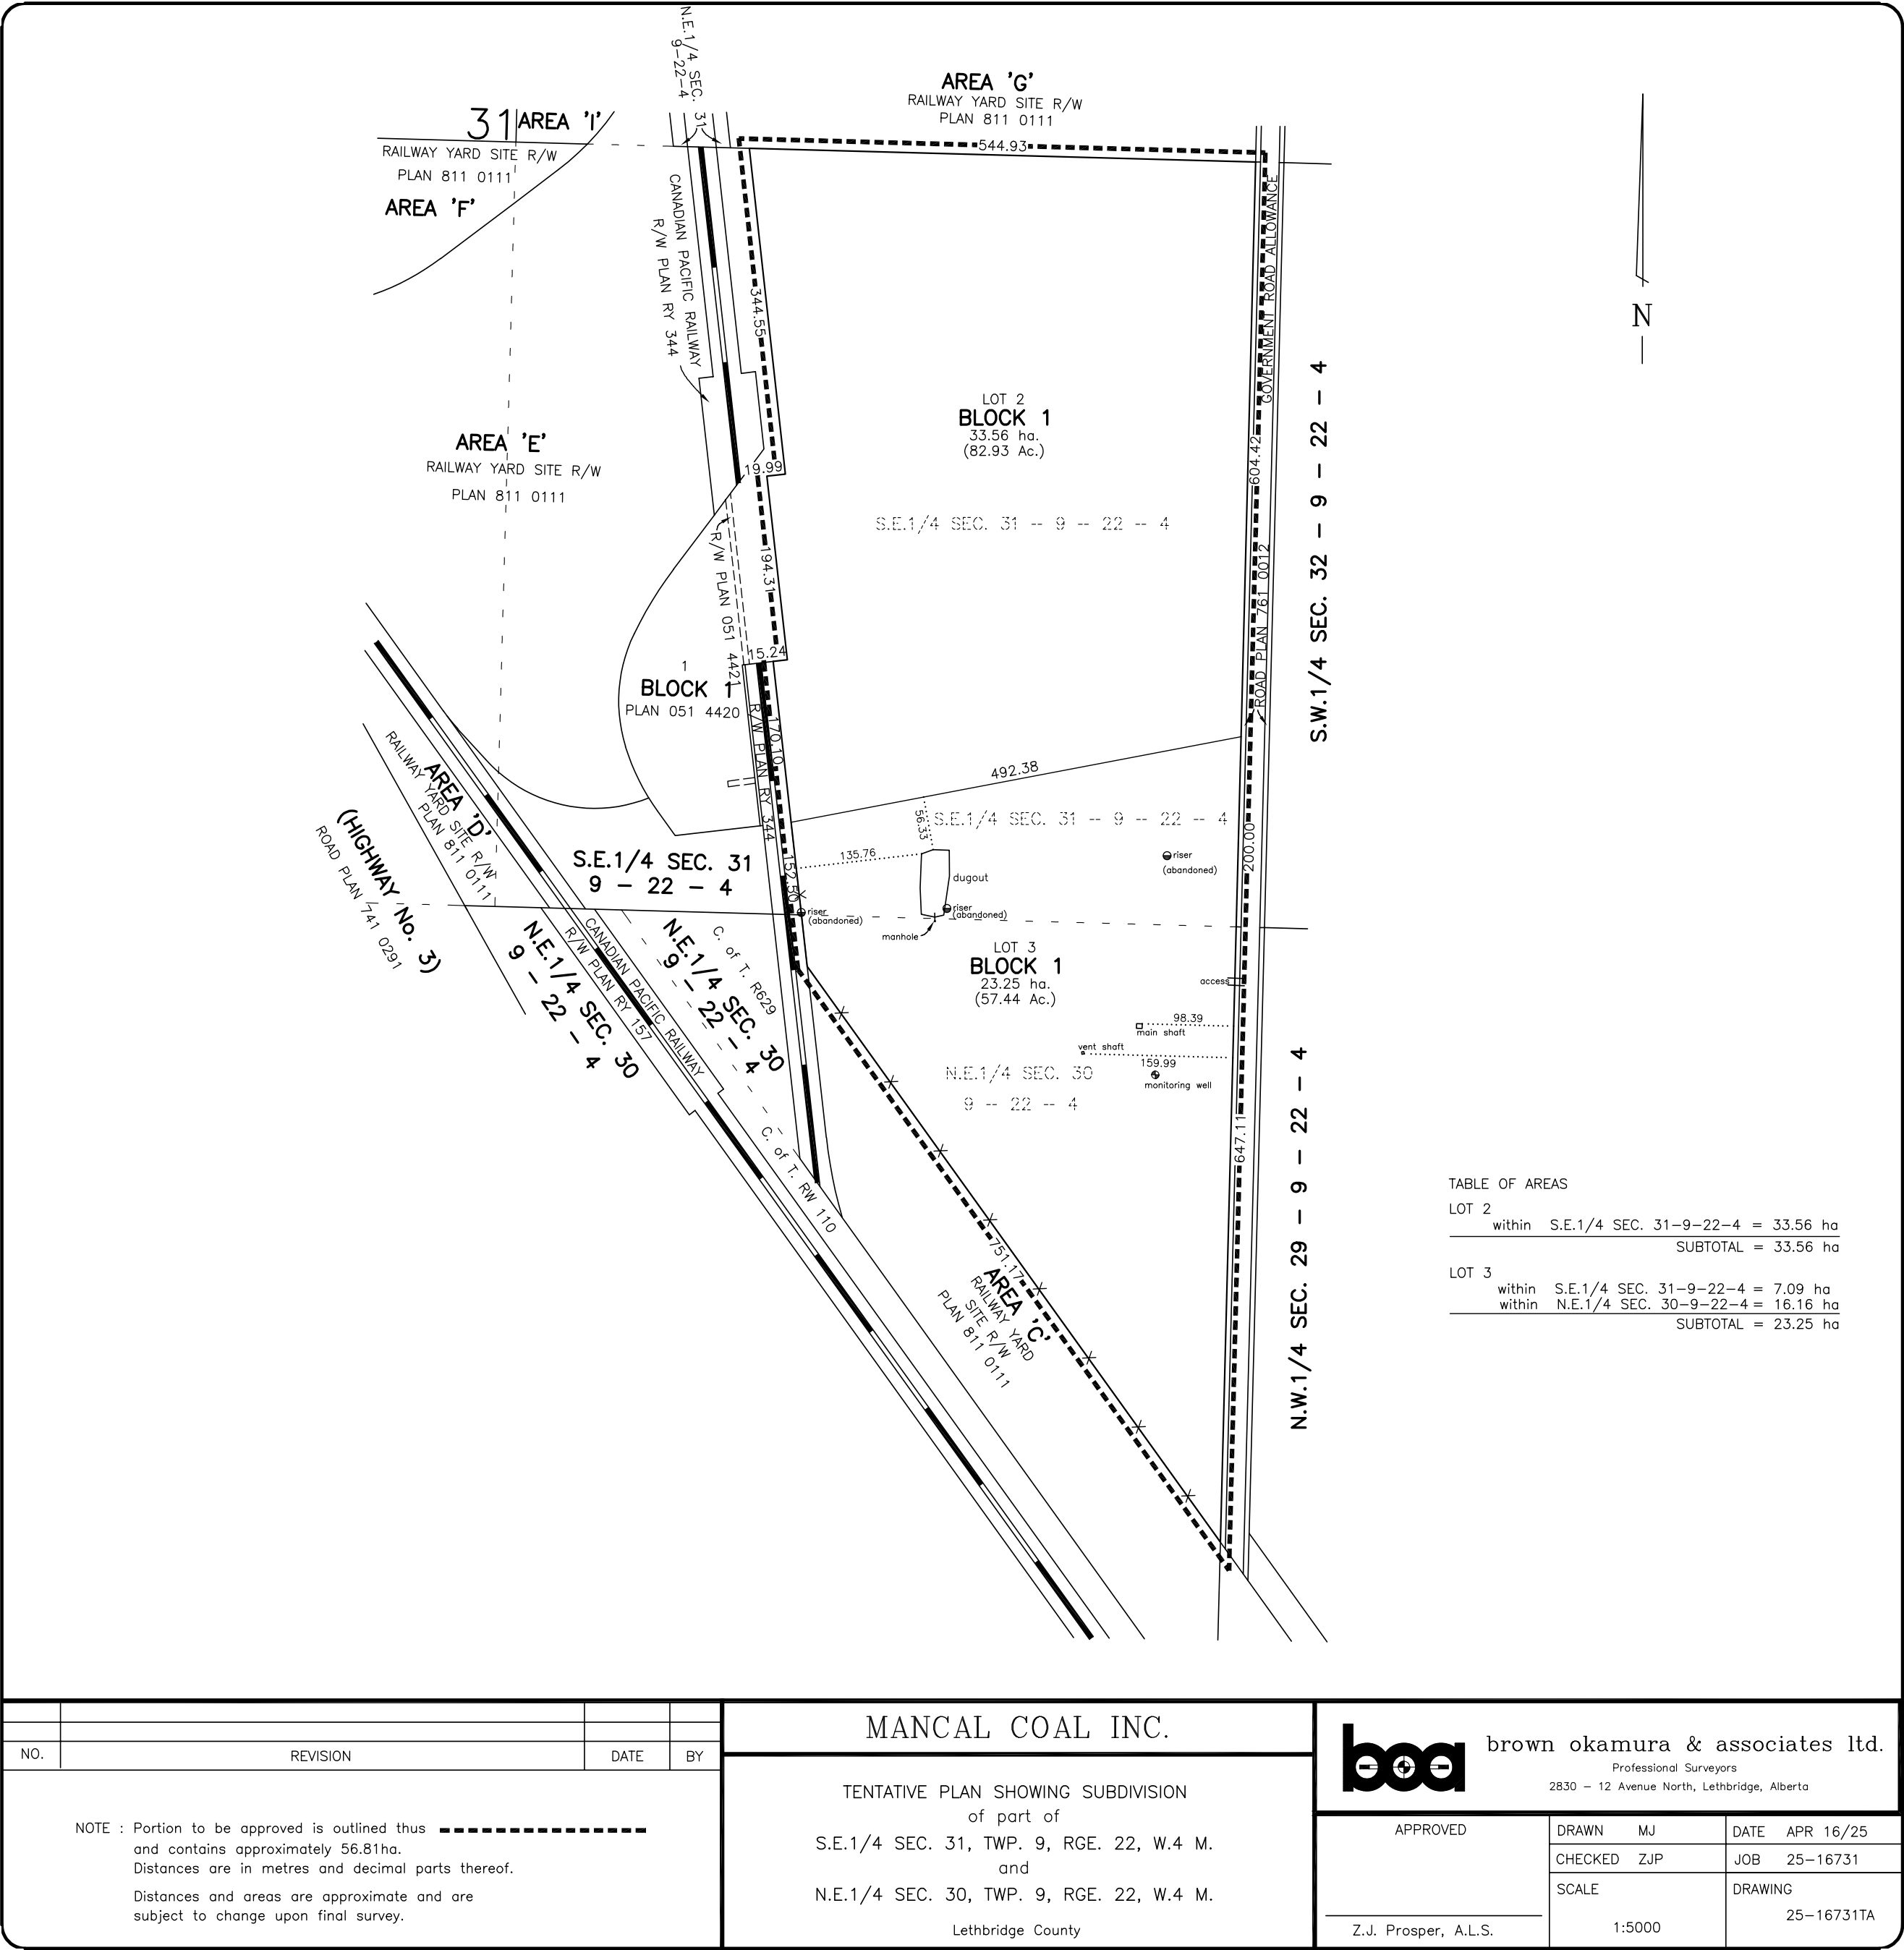 N.E.1/4 SEC. 31
9-22-4
AREA 'G'
RAILWAY YARD SITE R/W
PLAN 811 0111
31
AREA 'I'
RAILWAY YARD SITE R/W
PLAN 811 0111
AREA 'F'
544.93
CANADIAN PACIFIC RAILWAY
R/W PLAN RY 344
344.55
GOVERNMENT ROAD ALLOWANCE
N
LOT 2
BLOCK 1
33.56 ha.
(82.93 Ac.)
S.W.1/4 SEC. 32 - 9 - 22 - 4
AREA 'E'
RAILWAY YARD SITE R/W
PLAN 811 0111
19.99
604.42
S.E.1/4 SEC. 31 -- 9 -- 22 -- 4
R/W PLAN 051 4421
194.31
ROAD PLAN 761 0012
15.24
1
BLOCK 1
PLAN 051 4420
R/W PLAN RY 344
170.10
492.38
AREA 'D'
RAILWAY YARD SITE R/W
PLAN 811 0111
(HIGHWAY No. 3)
ROAD PLAN 741 0291
56.33
S.E.1/4 SEC. 31 -- 9 -- 22 -- 4
200.00
135.76
152.50
riser
(abandoned)
S.E.1/4 SEC. 31
9 - 22 - 4
dugout
riser
(abandoned)
riser
(abandoned)
manhole
N.E.1/4 SEC. 30
9 - 22 - 4
CANADIAN PACIFIC RAILWAY
R/W PLAN RY 157
N.E.1/4 SEC. 30
9 - 22 - 4
C. of T. R629
LOT 3
BLOCK 1
23.25 ha.
(57.44 Ac.)
access
98.39
main shaft
vent shaft
159.99
monitoring well
N.E.1/4 SEC. 30
9 -- 22 -- 4
647.11
N.W.1/4 SEC. 29 - 9 - 22 - 4
C. of T. RW 110
751.17
AREA 'C'
RAILWAY YARD
SITE R/W
PLAN 811 0111
TABLE OF AREAS
LOT 2
within S.E.1/4 SEC. 31-9-22-4 = 33.56 ha
SUBTOTAL = 33.56 ha
LOT 3
within S.E.1/4 SEC. 31-9-22-4 = 7.09 ha
within N.E.1/4 SEC. 30-9-22-4 = 16.16 ha
SUBTOTAL = 23.25 ha
NO. REVISION DATE BY
NOTE : Portion to be approved is outlined thus
and contains approximately 56.81ha.
Distances are in metres and decimal parts thereof.
Distances and areas are approximate and are
subject to change upon final survey.
MANCAL COAL INC.
TENTATIVE PLAN SHOWING SUBDIVISION
of part of
S.E.1/4 SEC. 31, TWP. 9, RGE. 22, W.4 M.
and
N.E.1/4 SEC. 30, TWP. 9, RGE. 22, W.4 M.
Lethbridge County
boa
brown okamura & associates ltd.
Professional Surveyors
2830 - 12 Avenue North, Lethbridge, Alberta
APPROVED
Z.J. Prosper, A.L.S.
DRAWN MJ
CHECKED ZJP
SCALE
1:5000
DATE APR 16/25
JOB 25-16731
DRAWING
25-16731TA